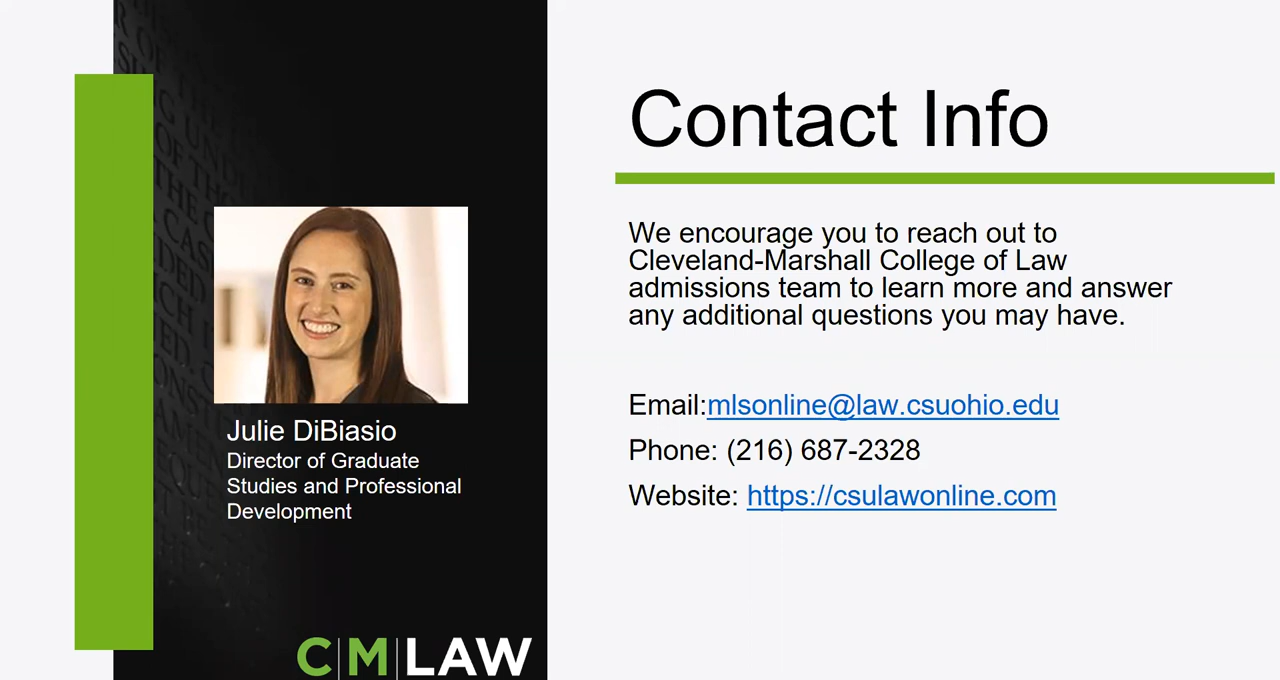 Contact Info
We encourage you to reach out to
Cleveland-Marshall College of Law
admissions team to learn more and answer
any additional questions you may have.
Email:mlsonline@law.csuohio.edu
Phone: (216) 687-2328
Website: https://csulawonline.com
Julie DiBiasio
Director of Graduate
Studies and Professional
Development
C|M|LAW